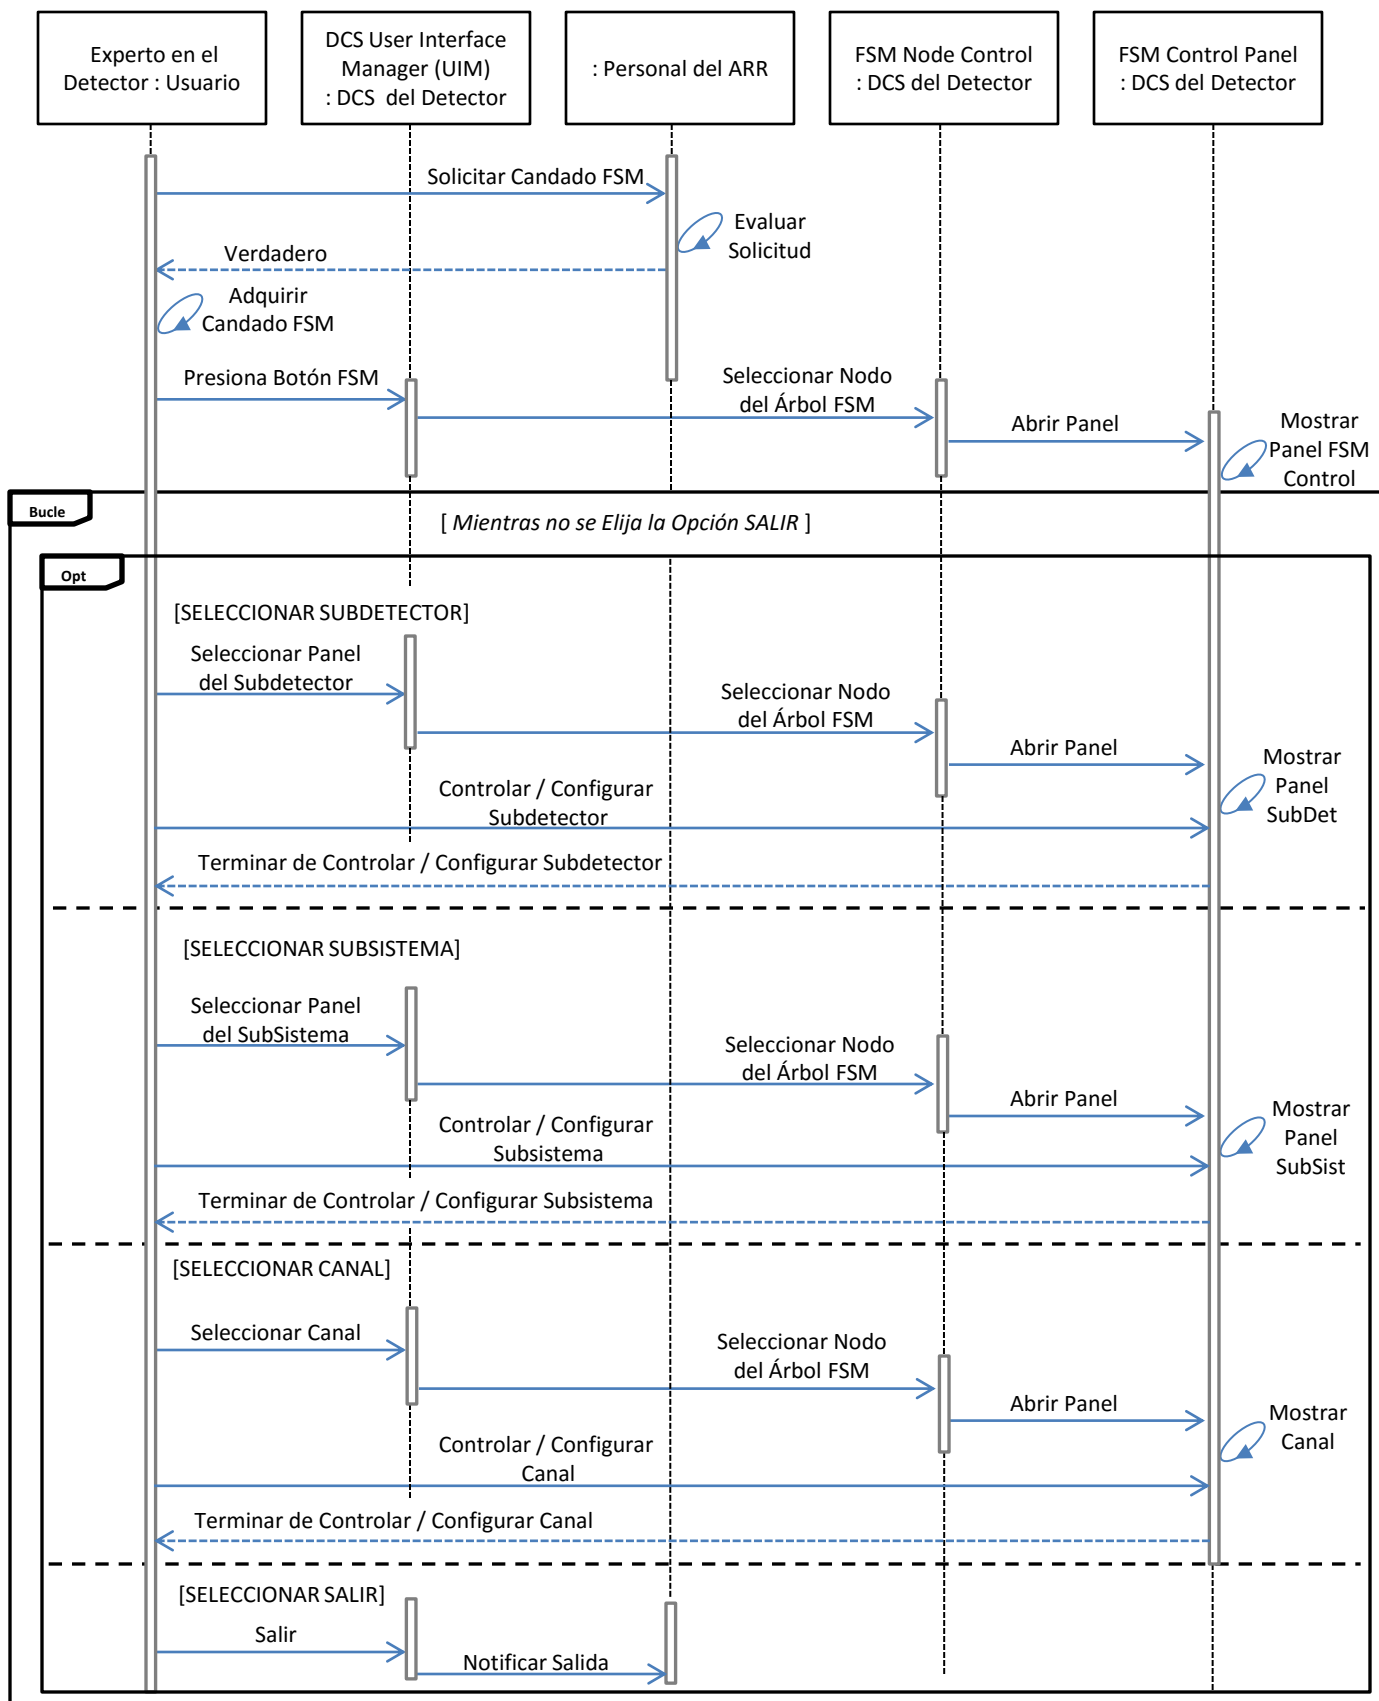 Experto en el
Detector : Usuario
DCS User Interface
Manager (UIM)
: DCS del Detector
: Personal del ARR
FSM Node Control
: DCS del Detector
FSM Control Panel
: DCS del Detector
Solicitar Candado FSM
Evaluar
Solicitud
Verdadero
Adquirir
Candado FSM
Presiona Botón FSM
Seleccionar Nodo
del Árbol FSM
Abrir Panel
Mostrar
Panel FSM
Control
Bucle
[ Mientras no se Elija la Opción SALIR ]
Opt
[SELECCIONAR SUBDETECTOR]
Seleccionar Panel
del Subdetector
Seleccionar Nodo
del Árbol FSM
Abrir Panel
Mostrar
Panel
SubDet
Controlar / Configurar
Subdetector
Terminar de Controlar / Configurar Subdetector
[SELECCIONAR SUBSISTEMA]
Seleccionar Panel
del SubSistema
Seleccionar Nodo
del Árbol FSM
Abrir Panel
Mostrar
Panel
SubSist
Controlar / Configurar
Subsistema
Terminar de Controlar / Configurar Subsistema
[SELECCIONAR CANAL]
Seleccionar Canal
Seleccionar Nodo
del Árbol FSM
Abrir Panel
Mostrar
Canal
Controlar / Configurar
Canal
Terminar de Controlar / Configurar Canal
[SELECCIONAR SALIR]
Salir
Notificar Salida